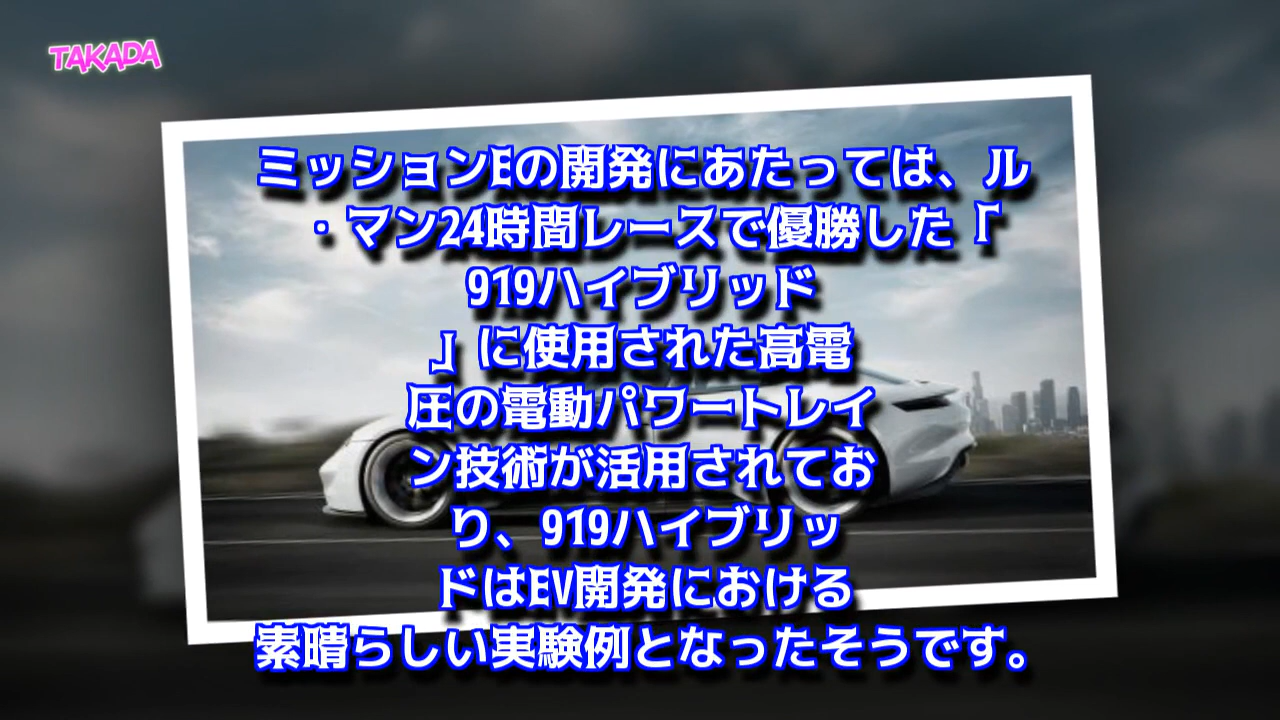 TAKADA
ミッションEの開発にあたっては、ル
・マン24時間レースで優勝した「
919ハイブリッド
」に使用された高電
圧の電動パワートレイ
ン技術が活用されてお
り、919ハイブリッ
ドはEV開発における
素晴らしい実験例となったそうです。